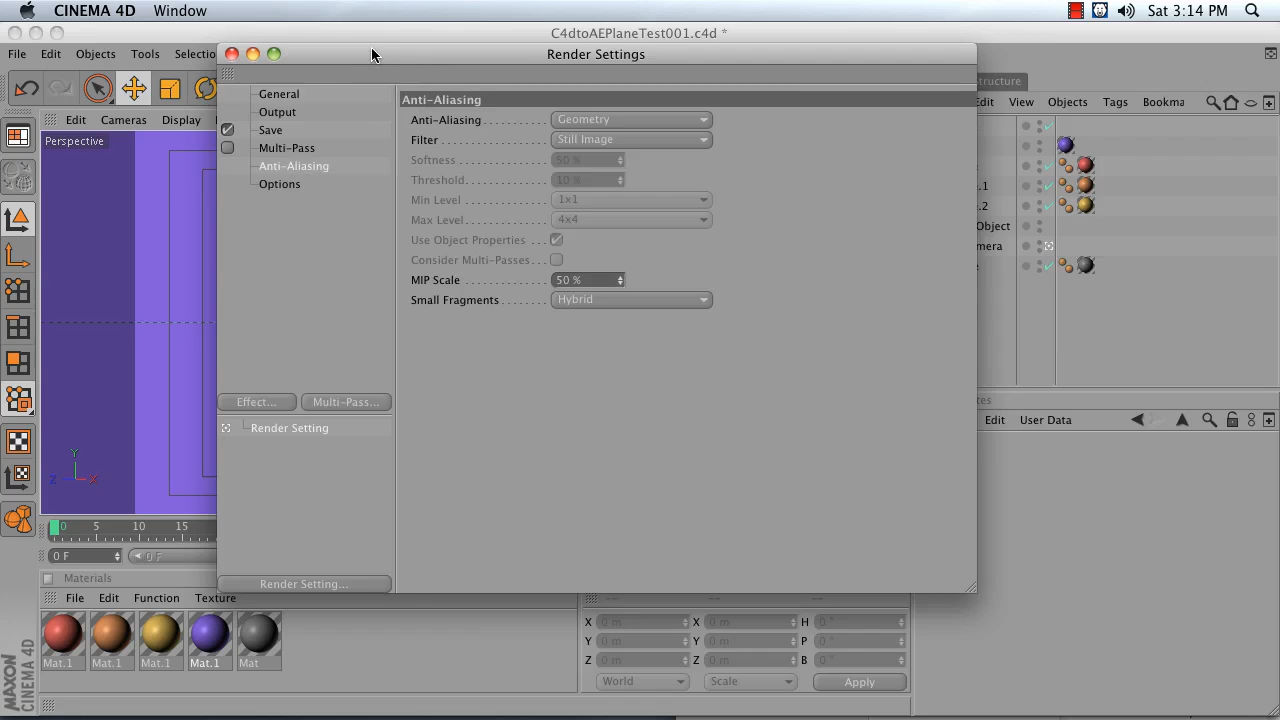 CINEMA 4D Window Sat 3:14 PM
C4dtoAEPlaneTest001.c4d *
File Edit Objects Tools Selectio
Render Settings
Structure
Edit Cameras Display
dit View Objects Tags Bookma
Perspective
General
Output
Save
Multi-Pass
Anti-Aliasing
Options
Anti-Aliasing
Anti-Aliasing Geometry
Filter Still Image
Softness 50 %
Threshold 10 %
Min Level 1x1
Max Level 4x4
Use Object Properties
Consider Multi-Passes
MIP Scale 50 %
Small Fragments Hybrid
.1
.2
Object
mera
e
Effect... Multi-Pass...
Render Setting
Render Setting...
tes
Edit User Data
Y
Z X
0 5 10 15
0 F 0 F
Materials
File Edit Function Texture
Mat.1 Mat.1 Mat.1 Mat.1 Mat
X 0 m X 0 m H 0 °
Y 0 m Y 0 m P 0 °
Z 0 m Z 0 m B 0 °
World Scale Apply
MAXON
CINEMA 4D